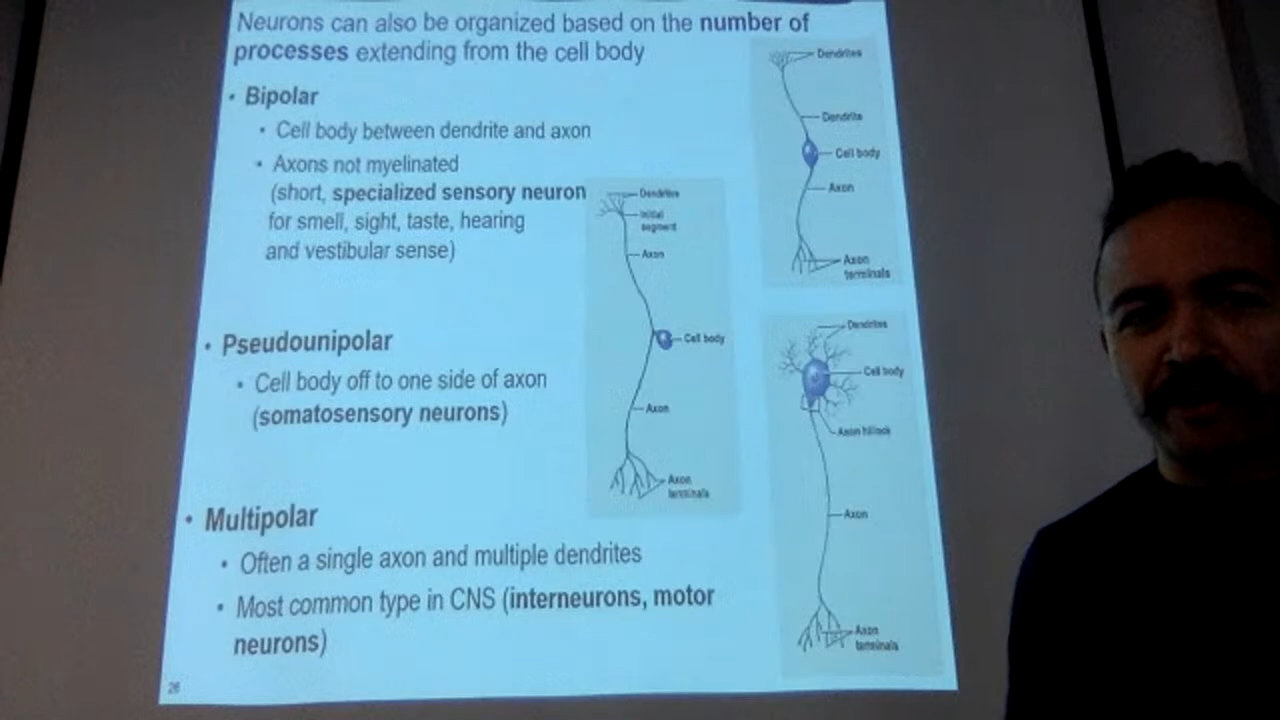 Neurons can also be organized based on the number of
processes extending from the cell body
• Bipolar
• Cell body between dendrite and axon
• Axons not myelinated
(short, specialized sensory neuron
for smell, sight, taste, hearing
and vestibular sense)
• Pseudounipolar
• Cell body off to one side of axon
(somatosensory neurons)
• Multipolar
• Often a single axon and multiple dendrites
• Most common type in CNS (interneurons, motor
neurons)
26
Dendrites
Initial
segment
Axon
Cell body
Axon
Axon
terminals
Dendrites
Dendrite
Cell body
Axon
Axon
terminals
Dendrites
Cell body
Axon hillock
Axon
Axon
terminals